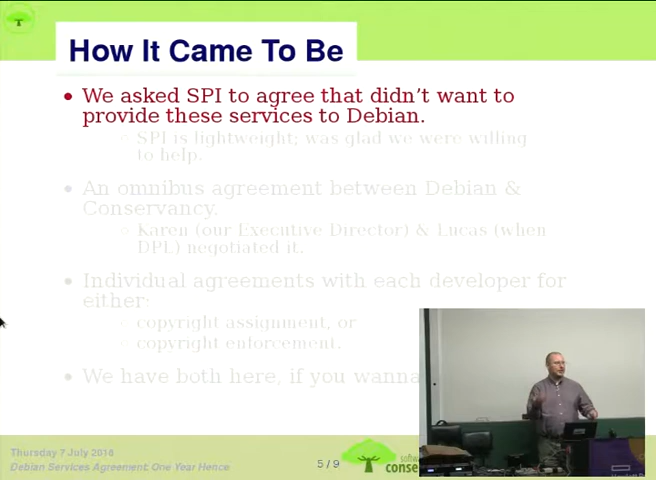 How It Came To Be
• We asked SPI to agree that didn't want to
provide these services to Debian.
○ SPI is lightweight; was glad we were willing
to help.
• An omnibus agreement between Debian &
Conservancy.
○ Karen (our Executive Director) & Lucas (when
DPL) negotiated it.
• Individual agreements with each developer for
either:
○ copyright assignment, or
○ copyright enforcement.
• We have both here, if you wanna
Thursday 7 July 2016
Debian Services Agreement: One Year Hence
5 / 9
softw
conse